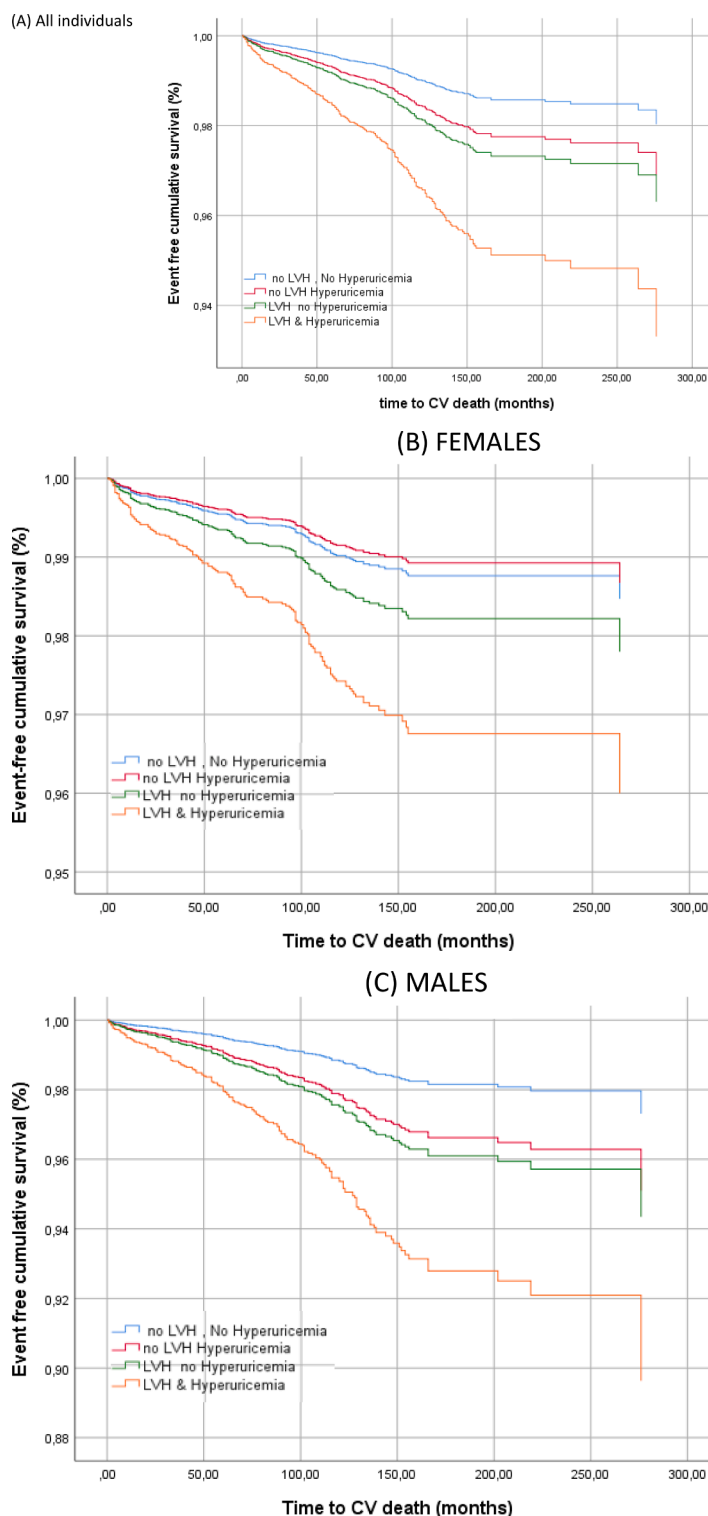 (A) All individuals
Event free cumulative survival (%)
1,00
0,98
0,96
0,94
no LVH , No Hyperuricemia
no LVH Hyperuricemia
LVH no Hyperuricemia
LVH & Hyperuricemia
,00 50,00 100,00 150,00 200,00 250,00 300,00
time to CV death (months)
(B) FEMALES
Event-free cumulative survival (%)
1,00
0,99
0,98
0,97
0,96
0,95
no LVH , No Hyperuricemia
no LVH Hyperuricemia
LVH no Hyperuricemia
LVH & Hyperuricemia
,00 50,00 100,00 150,00 200,00 250,00 300,00
Time to CV death (months)
(C) MALES
Event free cumulative survival (%)
1,00
0,98
0,96
0,94
0,92
0,90
0,88
no LVH , No Hyperuricemia
no LVH Hyperuricemia
LVH no Hyperuricemia
LVH & Hyperuricemia
,00 50,00 100,00 150,00 200,00 250,00 300,00
Time to CV death (months)